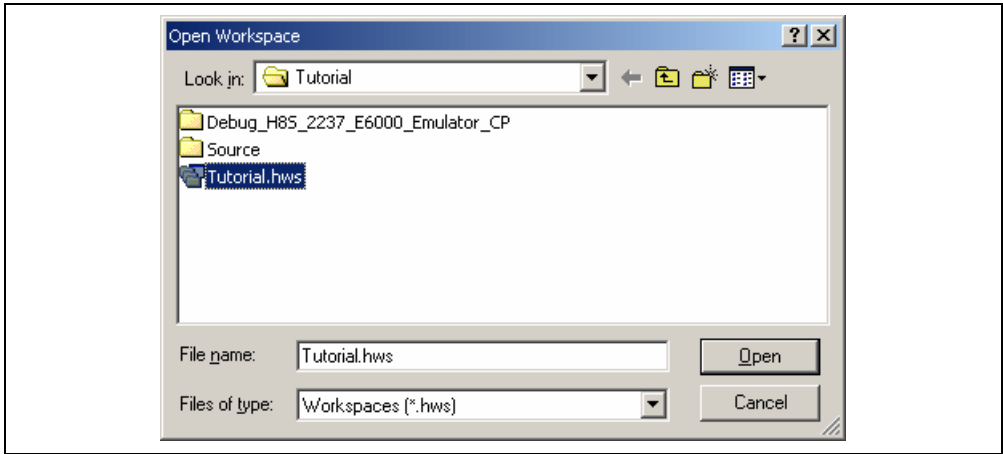 Open Workspace
Look in: Tutorial
Debug_H8S_2237_E6000_Emulator_CP
Source
Tutorial.hws
File name: Tutorial.hws Open
Files of type: Workspaces (*.hws) Cancel